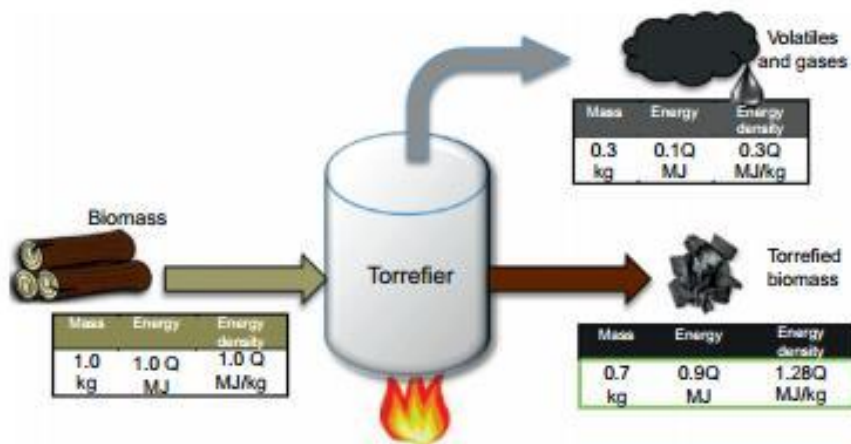 Volatiles
and gases
Mass Energy Energy density
0.3 kg 0.1Q MJ 0.3Q MJ/kg
Biomass
Torrefier
Torrefied
biomass
Mass Energy Energy density
1.0 kg 1.0 Q MJ 1.0 Q MJ/kg
Mass Energy Energy density
0.7 kg 0.9Q MJ 1.28Q MJ/kg